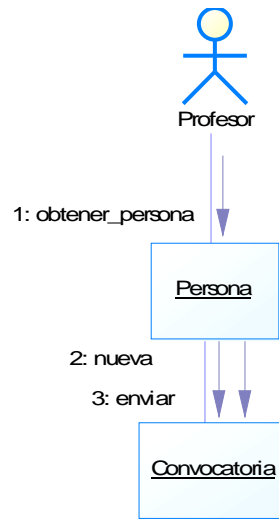 Profesor
1: obtener_persona
Persona
2: nueva
3: enviar
Convocatoria